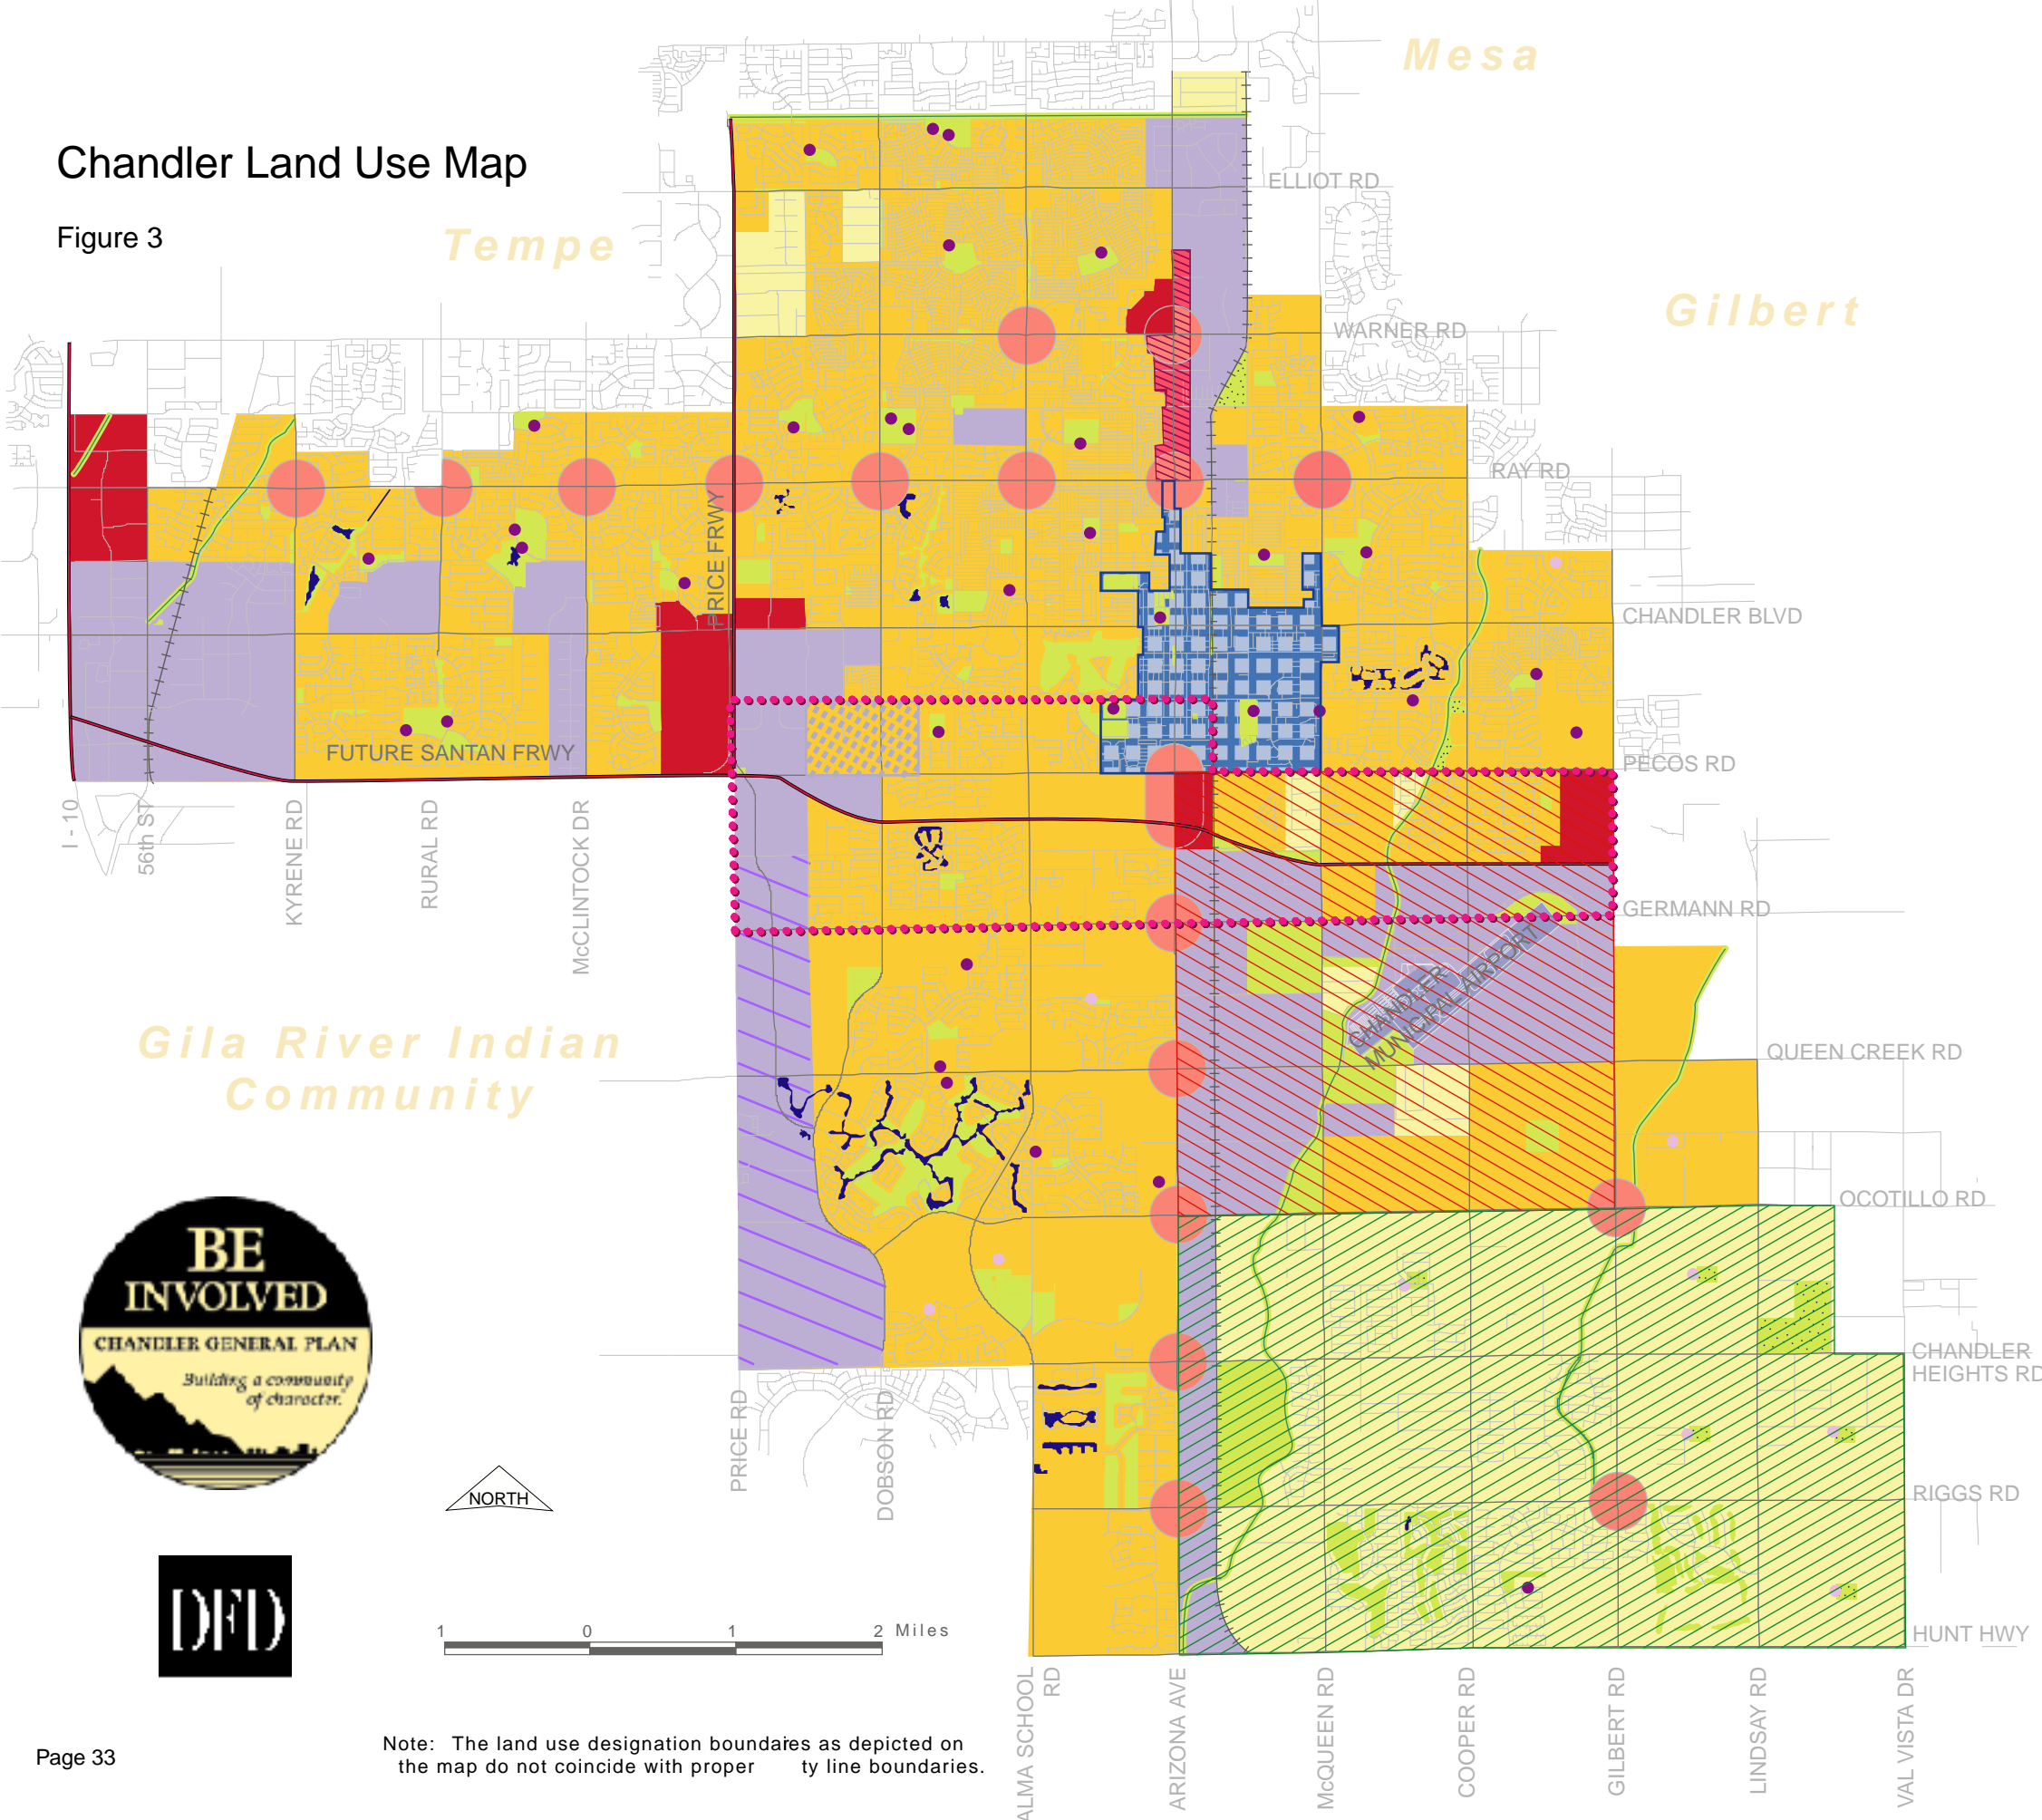 Mesa
Chandler Land Use Map
ELLIOT RD
Figure 3
Tempe
Gilbert
WARNER RD
RAY RD
PRICE FRWY
CHANDLER BLVD
FUTURE SANTAN FRWY
PECOS RD
I - 10
56th ST
KYRENE RD
RURAL RD
McCLINTOCK DR
GERMANN RD
CHANDLER
MUNICIPAL AIRPORT
Gila River Indian
Community
QUEEN CREEK RD
OCOTILLO RD
BE
INVOLVED
CHANDLER GENERAL PLAN
Building a community
of character.
CHANDLER
HEIGHTS RD
PRICE RD
DOBSON RD
NORTH
RIGGS RD
DFD
1 0 1 2 Miles
HUNT HWY
ALMA SCHOOL
RD
ARIZONA AVE
McQUEEN RD
COOPER RD
GILBERT RD
LINDSAY RD
VAL VISTA DR
Note: The land use designation boundaries as depicted on
the map do not coincide with proper ty line boundaries.
Page 33